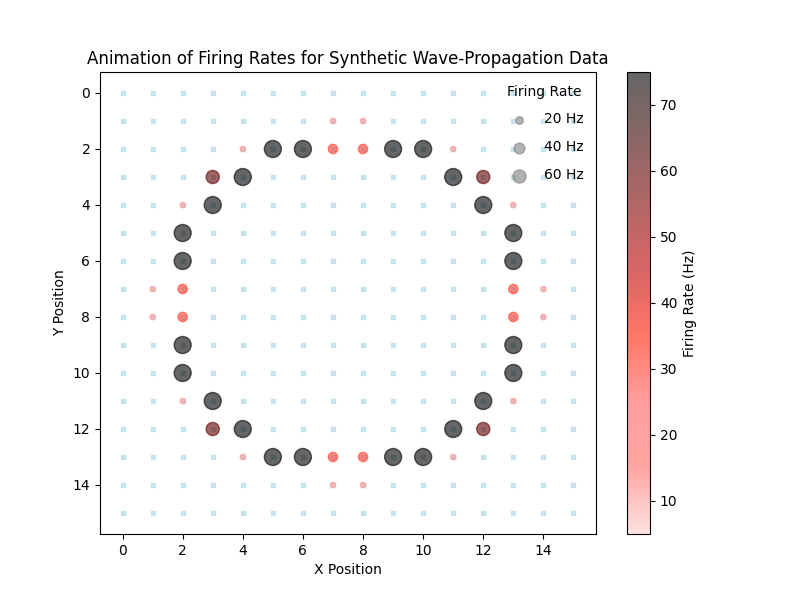 Animation of Firing Rates for Synthetic Wave-Propagation Data
Firing Rate
20 Hz
40 Hz
60 Hz
0
2
4
6
8
10
12
14
Y Position
0 2 4 6 8 10 12 14
X Position
70
60
50
40
30
20
10
Firing Rate (Hz)